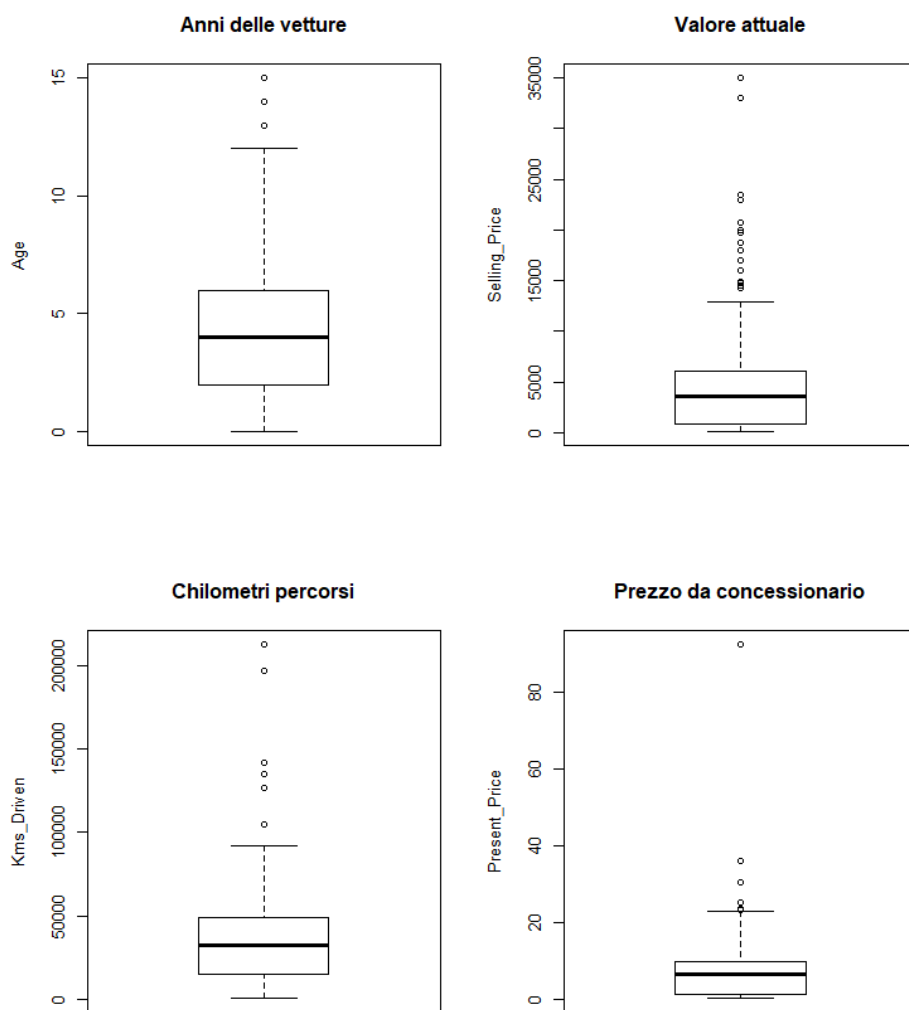 Anni delle vetture
Age
15
10
5
0
Valore attuale
Selling_Price
35000
25000
15000
5000
0
Chilometri percorsi
Kms_Driven
200000
150000
100000
50000
0
Prezzo da concessionario
Present_Price
80
60
40
20
0